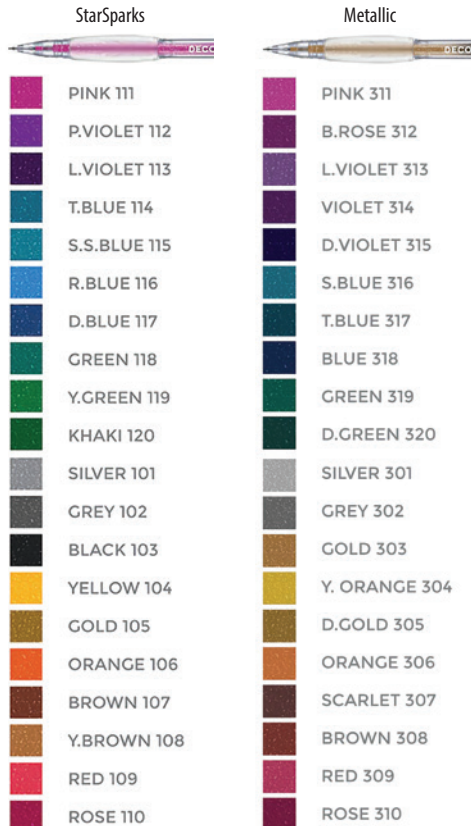 StarSparks
DECO
PINK 111
P.VIOLET 112
L.VIOLET 113
T.BLUE 114
S.S.BLUE 115
R.BLUE 116
D.BLUE 117
GREEN 118
Y.GREEN 119
KHAKI 120
SILVER 101
GREY 102
BLACK 103
YELLOW 104
GOLD 105
ORANGE 106
BROWN 107
Y.BROWN 108
RED 109
ROSE 110
Metallic
DECO
PINK 311
B.ROSE 312
L.VIOLET 313
VIOLET 314
D.VIOLET 315
S.BLUE 316
T.BLUE 317
BLUE 318
GREEN 319
D.GREEN 320
SILVER 301
GREY 302
GOLD 303
Y. ORANGE 304
D.GOLD 305
ORANGE 306
SCARLET 307
BROWN 308
RED 309
ROSE 310